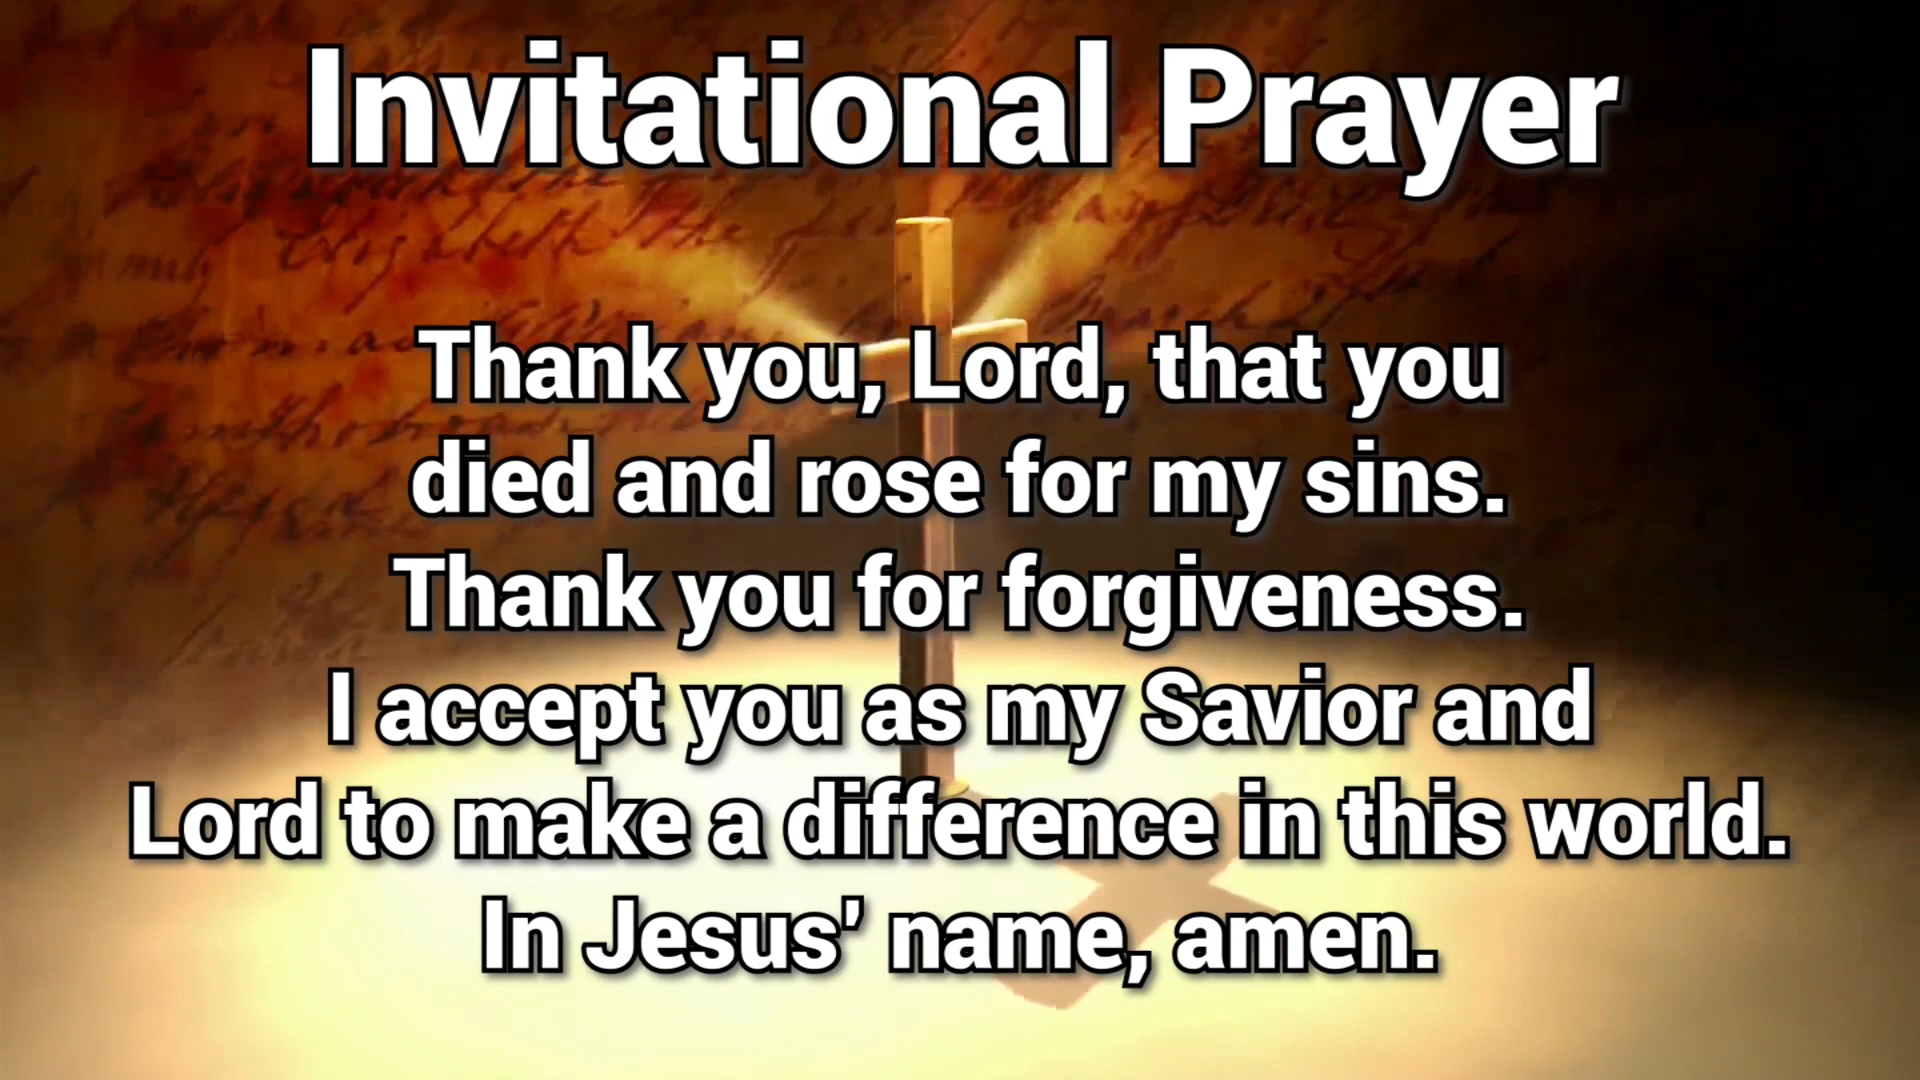 Invitational Prayer
Thank you, Lord, that you
died and rose for my sins.
Thank you for forgiveness.
I accept you as my Savior and
Lord to make a difference in this world.
In Jesus' name, amen.